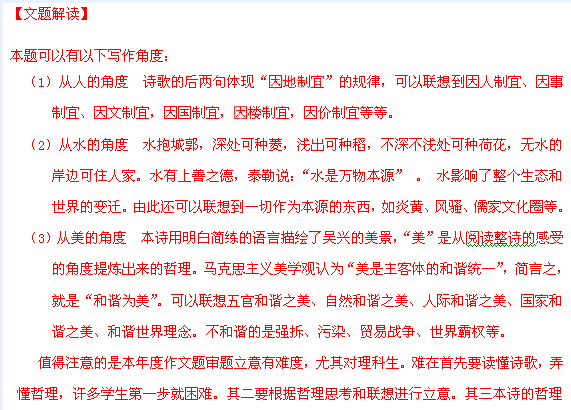 【文题解读】
本题可以有以下写作角度：
（1）从人的角度 诗歌的后两句体现“因地制宜”的规律，可以联想到因人制宜、因事
制宜、因文制宜，因国制宜，因楼制宜，因价制宜等等。
（2）从水的角度 水抱城郭，深处可种菱，浅出可种稻，不深不浅处可种荷花，无水的
岸边可住人家。水有上善之德，泰勒说：“水是万物本源” 。 水影响了整个生态和
世界的变迁。由此还可以联想到一切作为本源的东西，如炎黄、风骚、儒家文化圈等。
（3）从美的角度 本诗用明白简练的语言描绘了吴兴的美景，“美”是从阅读整诗的感受
的角度提炼出来的哲理。马克思主义美学观认为“美是主客体的和谐统一”，简言之，
就是“和谐为美”。可以联想五官和谐之美、自然和谐之美、人际和谐之美、国家和
谐之美、和谐世界理念。不和谐的是强拆、污染、贸易战争、世界霸权等。
值得注意的是本年度作文题审题立意有难度，尤其对理科生。难在首先要读懂诗歌，弄
懂哲理，许多学生第一步就困难。其二要根据哲理思考和联想进行立意。其三本诗的哲理